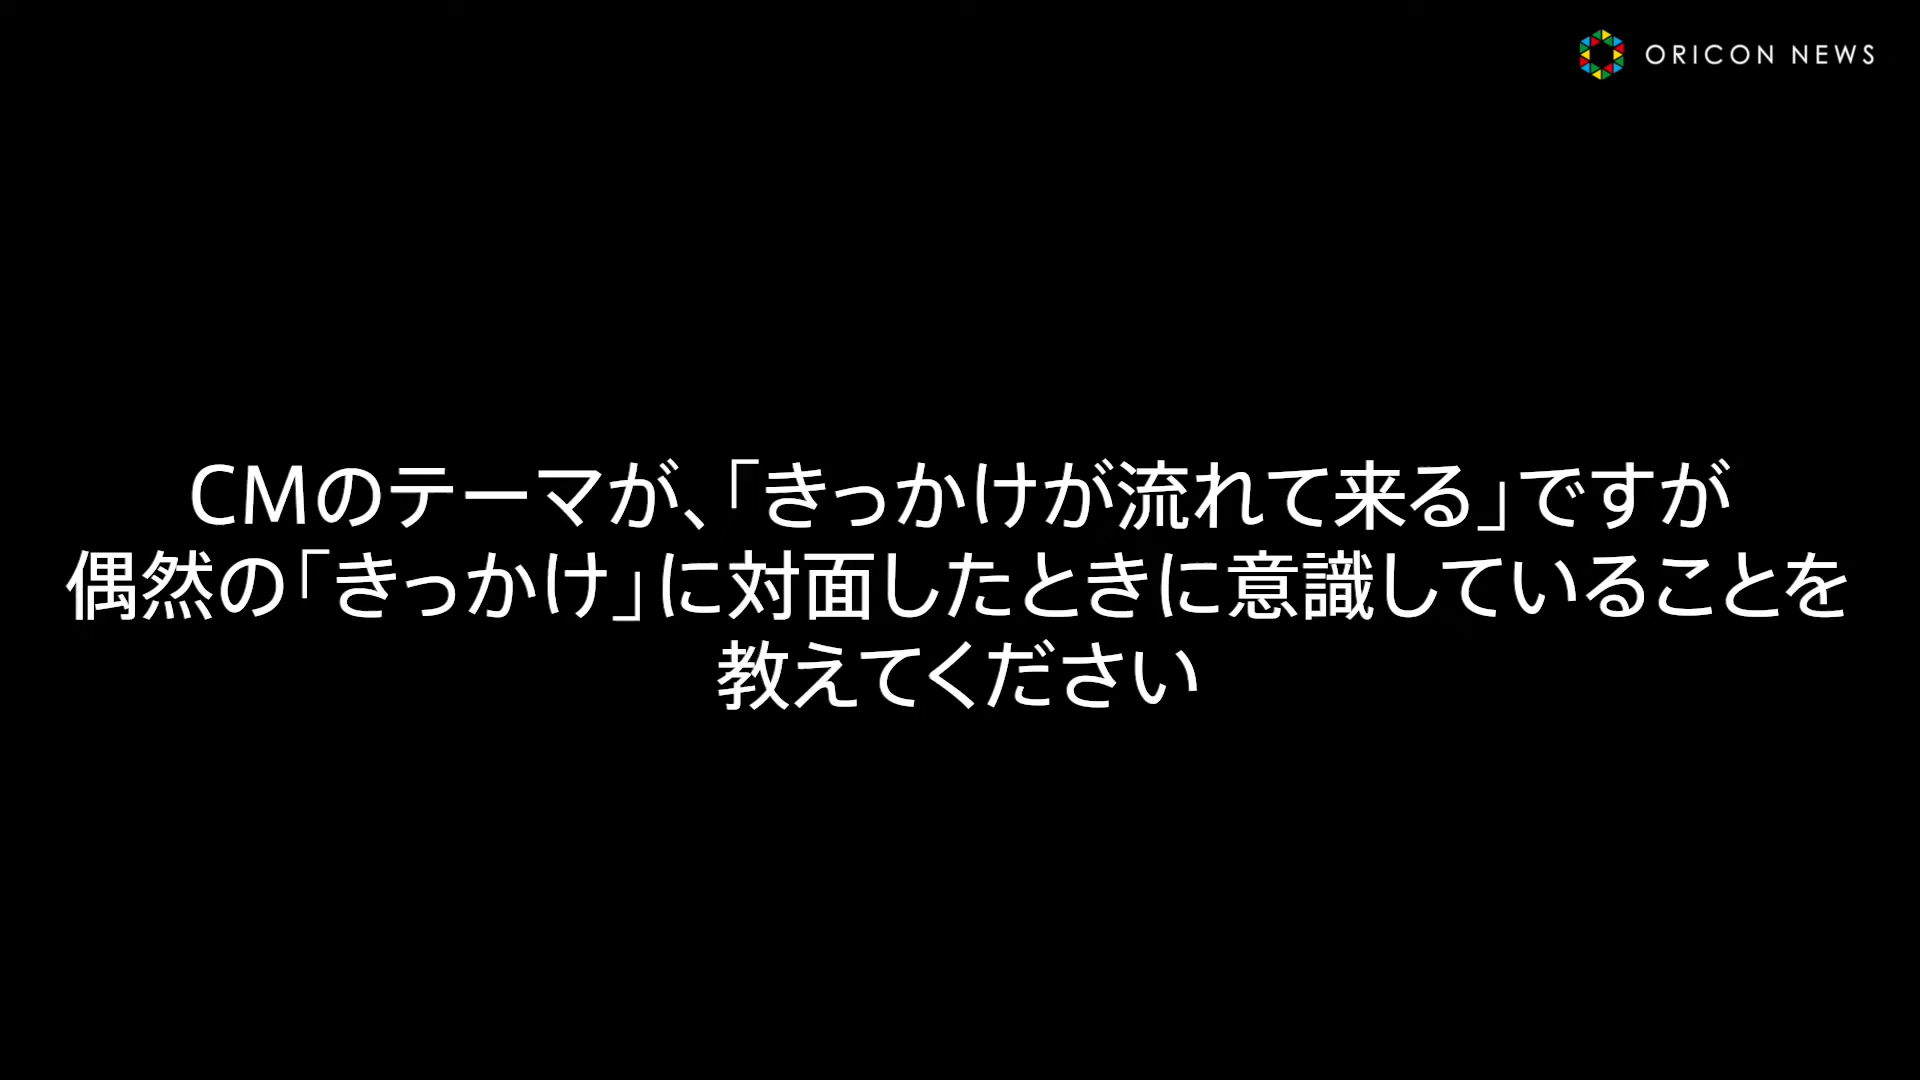 ORICON NEWS
CMのテーマが、「きっかけが流れて来る」ですが
偶然の「きっかけ」に対面したときに意識していることを
教えてください